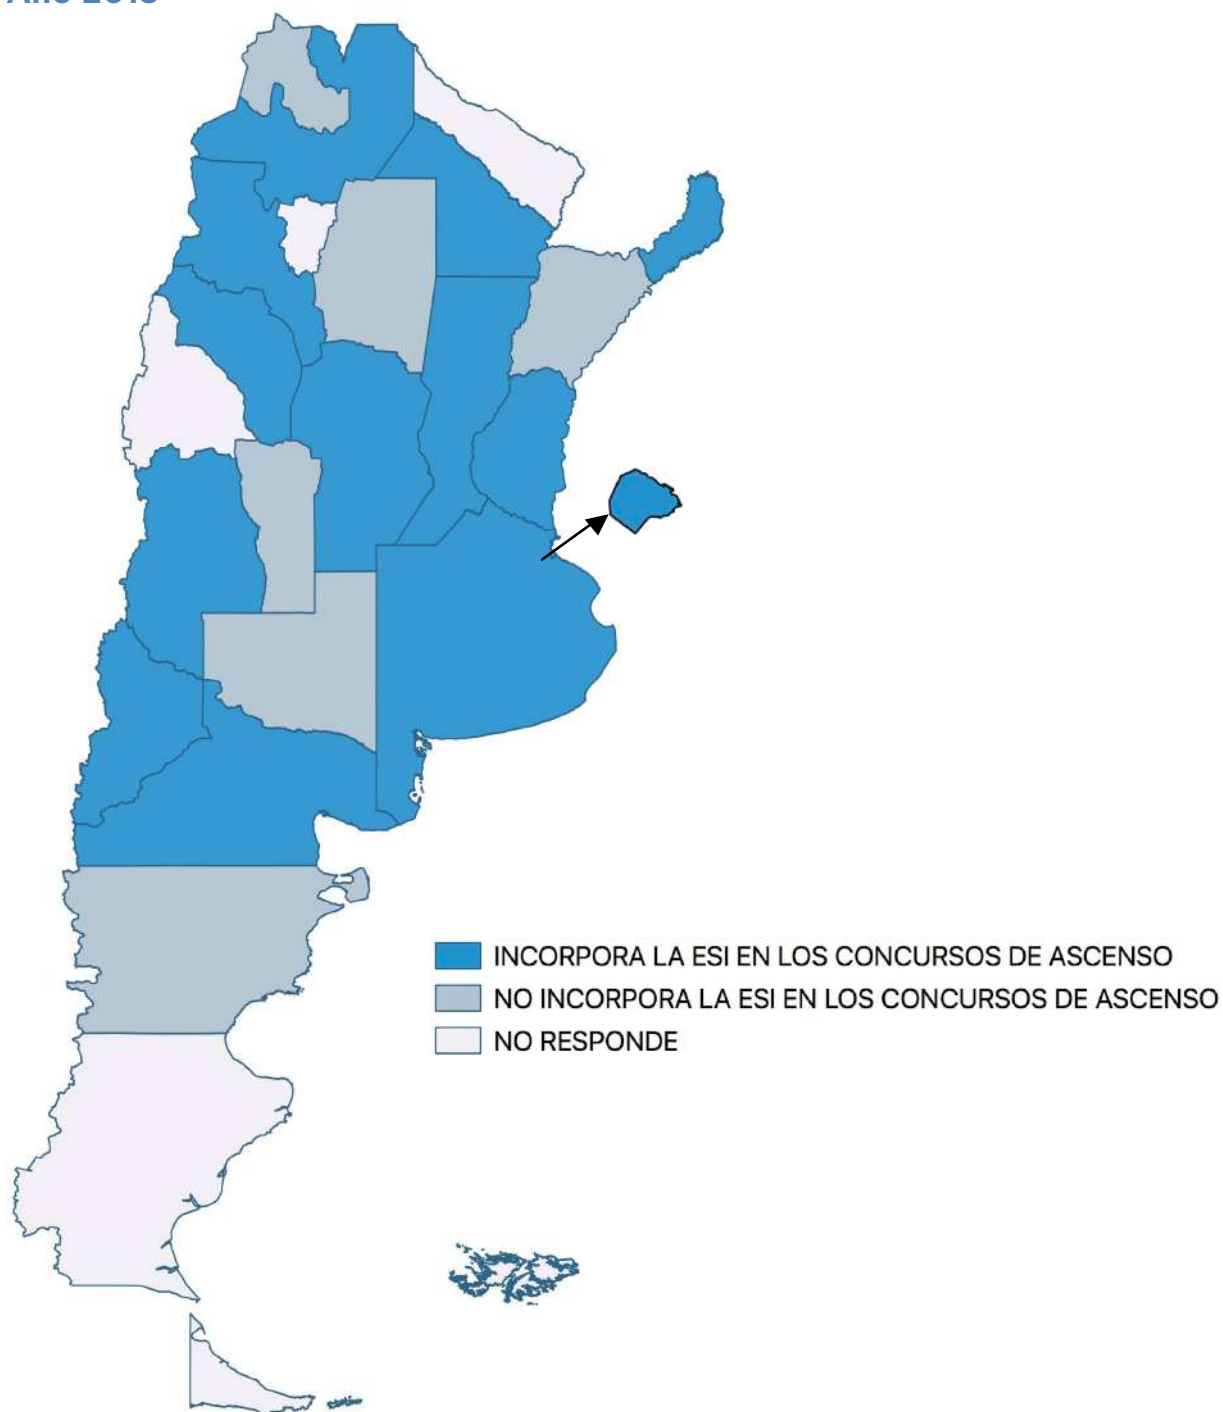 INCORPORA LA ESI EN LOS CONCURSOS DE ASCENSO
NO INCORPORA LA ESI EN LOS CONCURSOS DE ASCENSO
NO RESPONDE